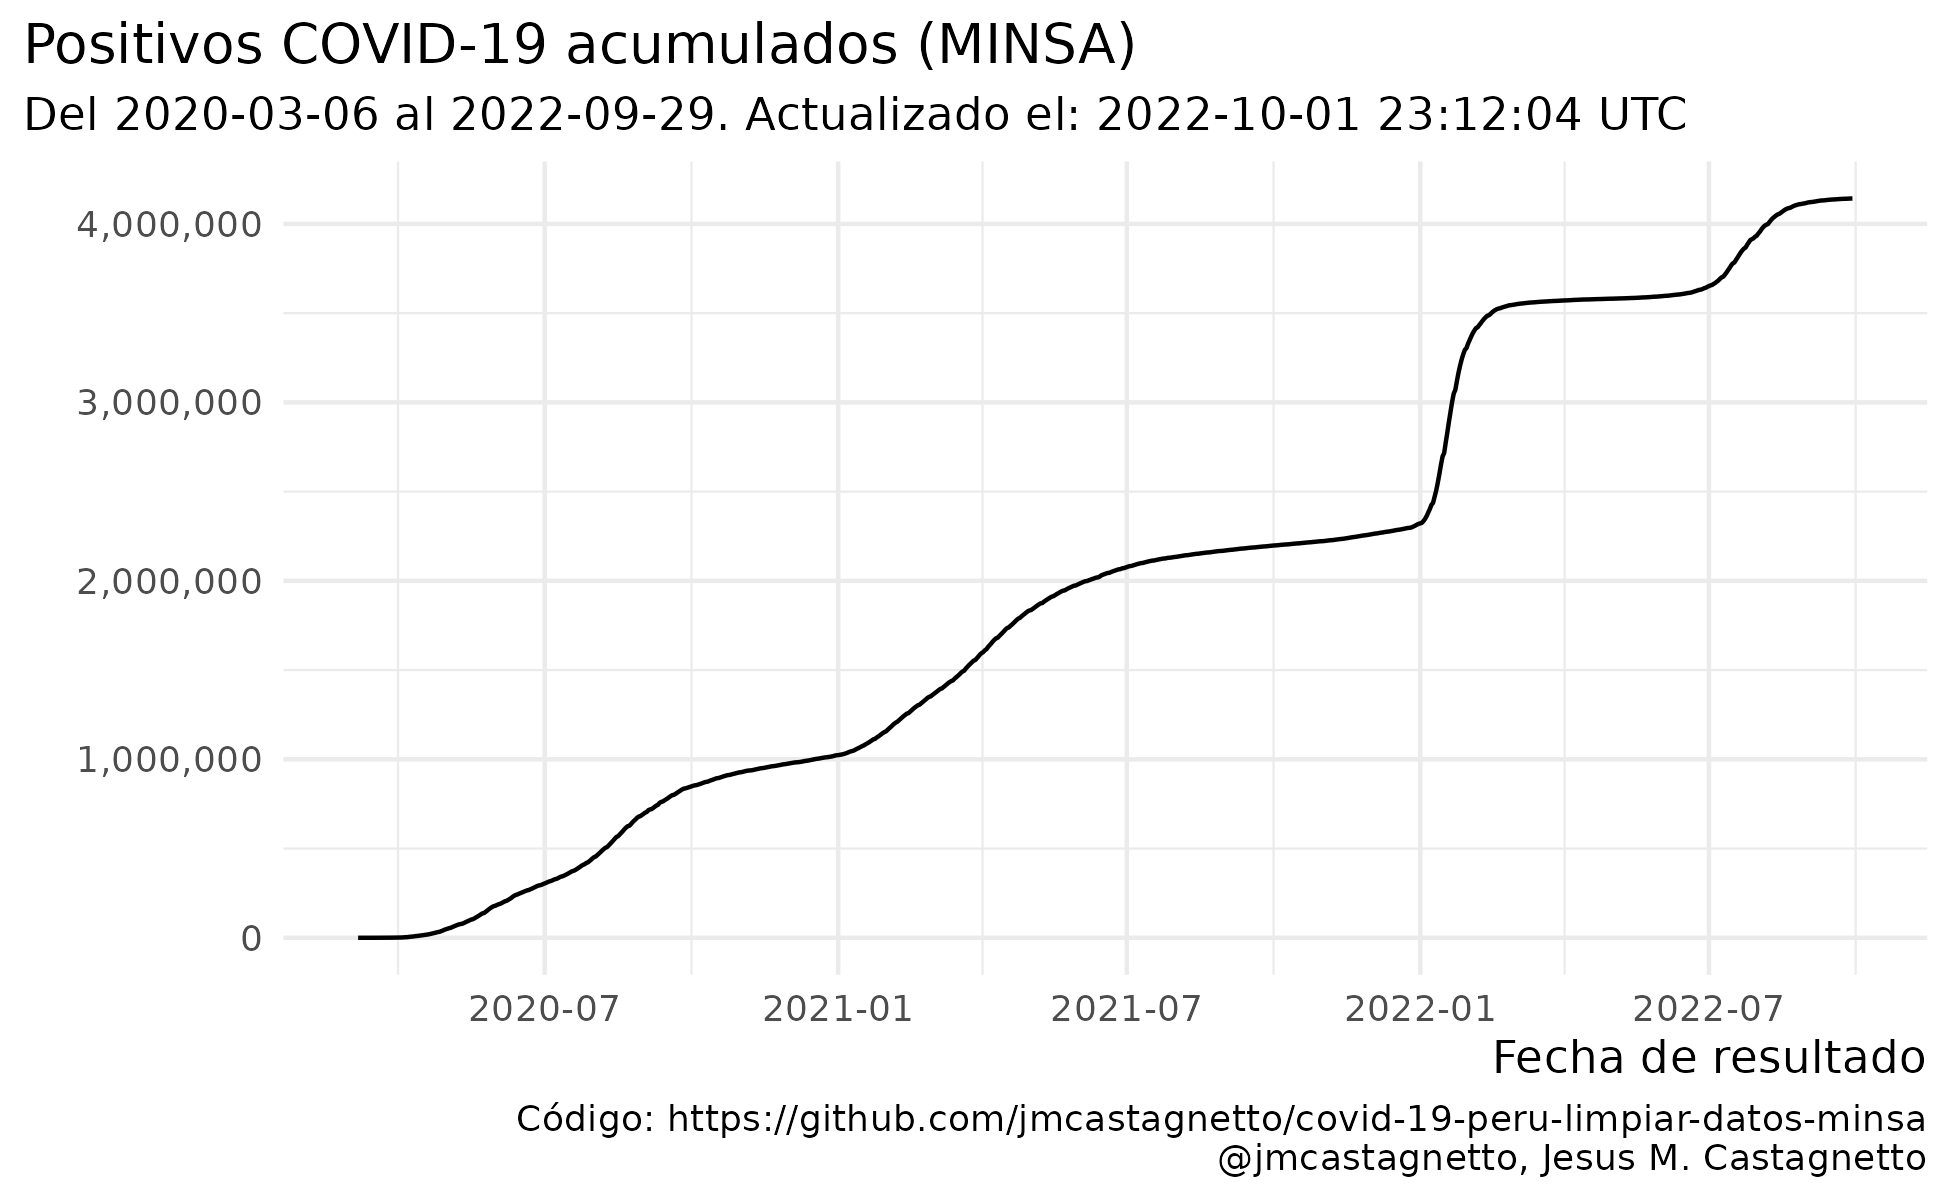 Positivos COVID-19 acumulados (MINSA)
Del 2020-03-06 al 2022-09-29. Actualizado el: 2022-10-01 23:12:04 UTC
4,000,000
3,000,000
2,000,000
1,000,000
0
2020-07 2021-01 2021-07 2022-01 2022-07
Fecha de resultado
Código: https://github.com/jmcastagnetto/covid-19-peru-limpiar-datos-minsa
@jmcastagnetto, Jesus M. Castagnetto